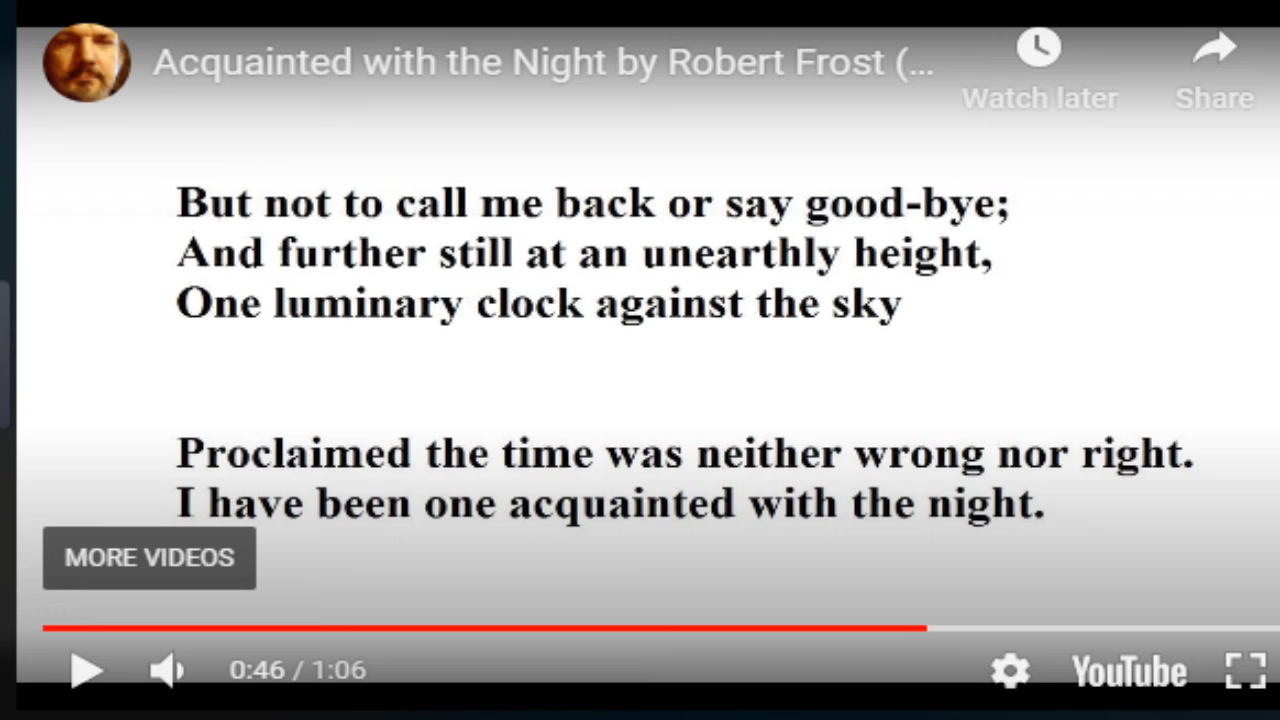 Acquainted with the Night by Robert Frost (...
Watch later
Share
But not to call me back or say good-bye;
And further still at an unearthly height,
One luminary clock against the sky
Proclaimed the time was neither wrong nor right.
I have been one acquainted with the night.
MORE VIDEOS
0:46 / 1:06
YouTube